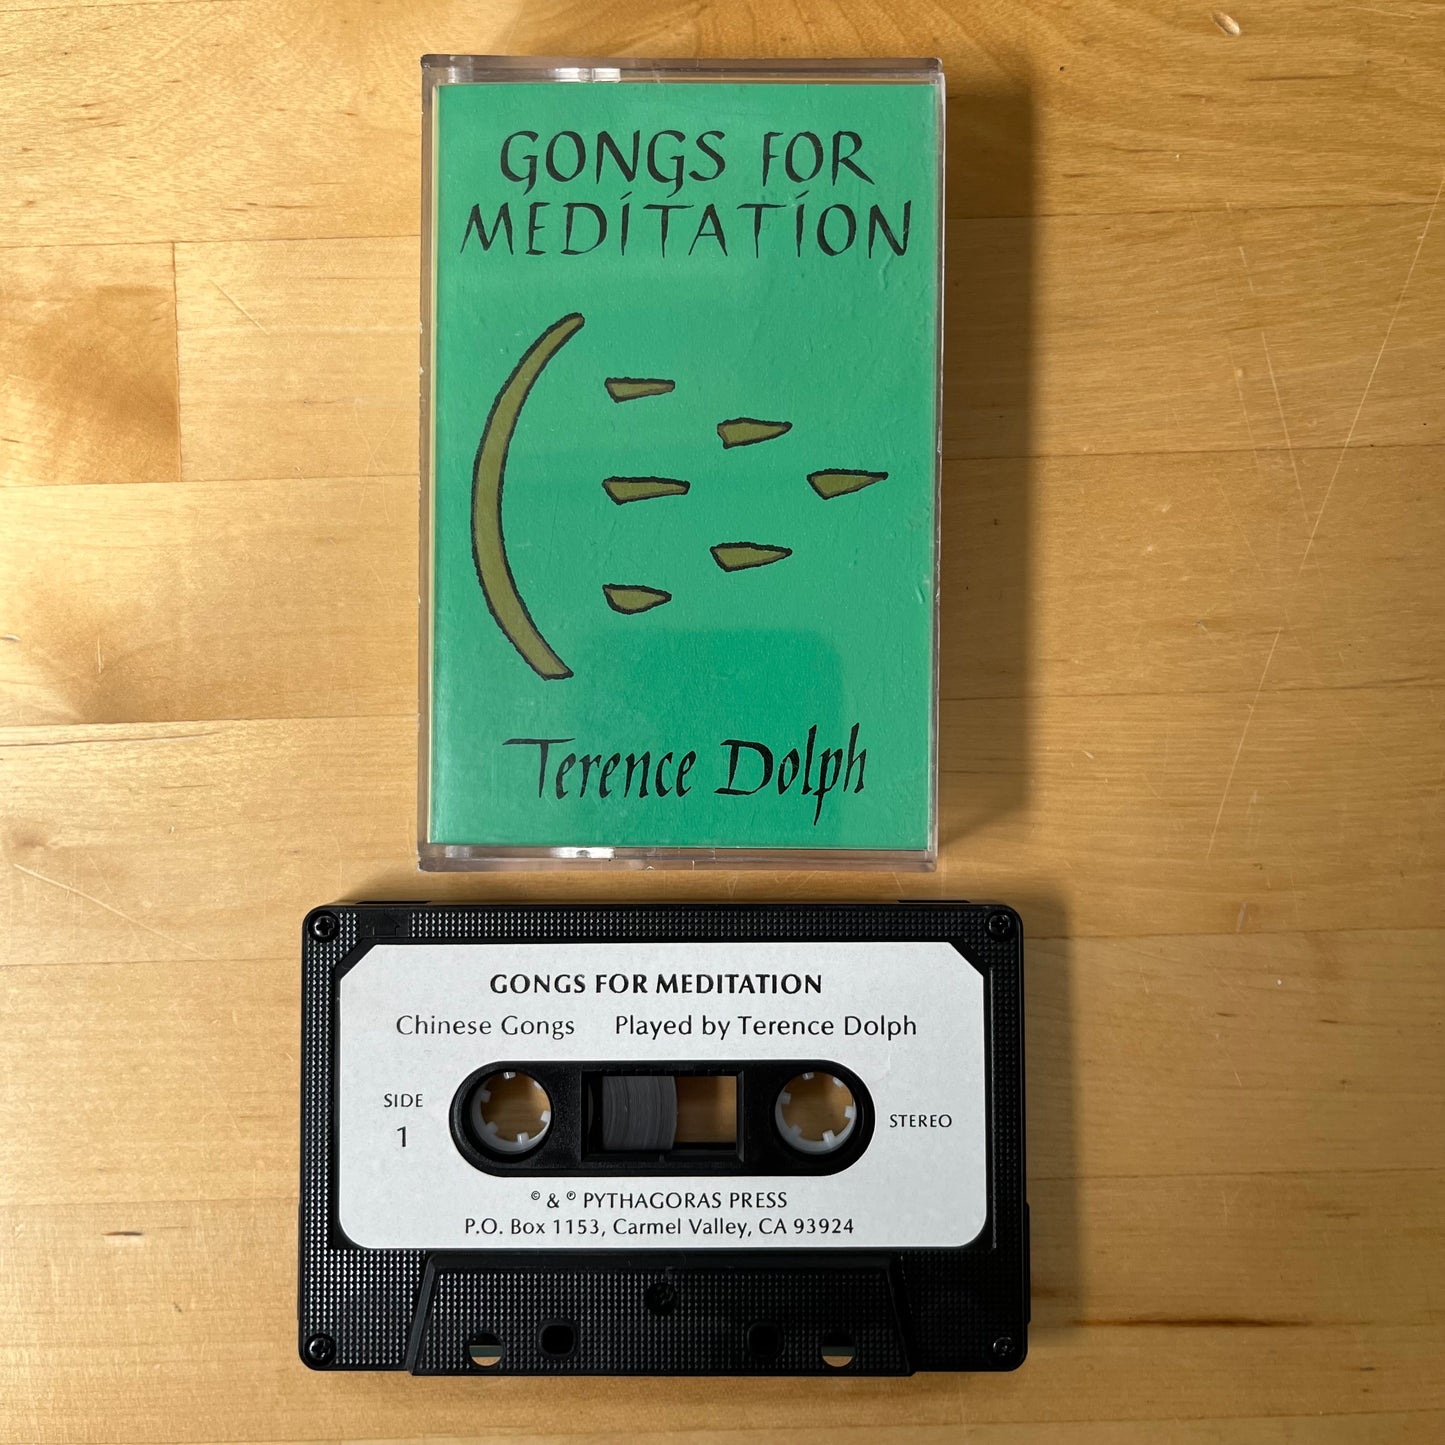 GONGS FOR
MEDITATION
Terence Dolph
GONGS FOR MEDITATION
Chinese Gongs Played by Terence Dolph
SIDE
1
STEREO
© & ℗ PYTHAGORAS PRESS
P.O. Box 1153, Carmel Valley, CA 93924